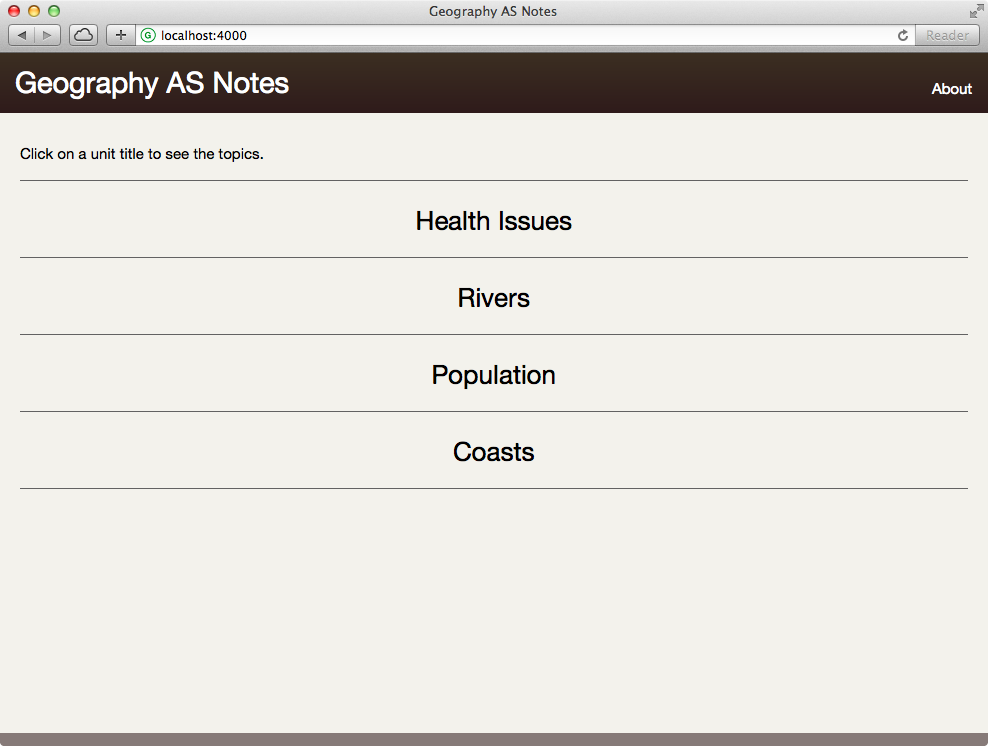 Geography AS Notes
G localhost:4000
Reader
Geography AS Notes
About
Click on a unit title to see the topics.
Health Issues
Rivers
Population
Coasts